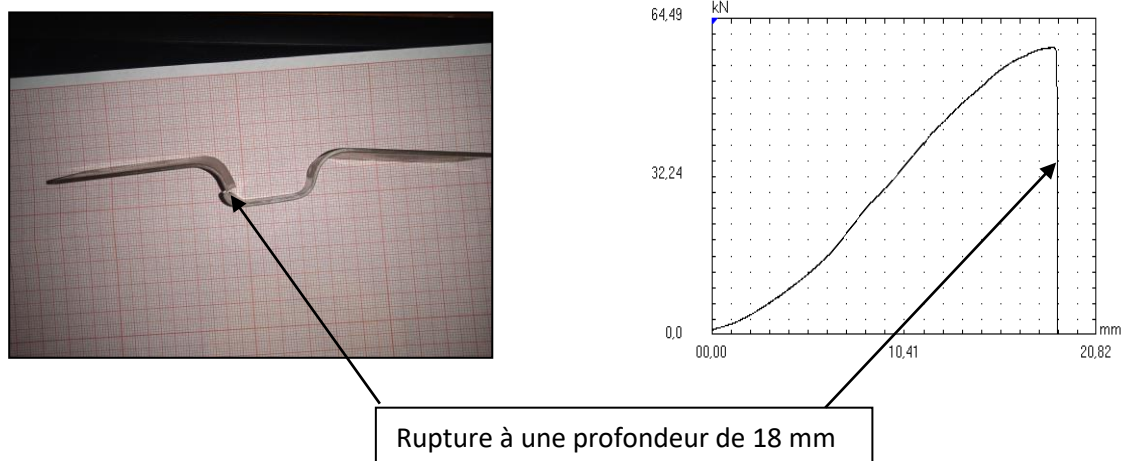 kN
64,49
32,24
0,0
mm
00,00
10,41
20,82
Rupture à une profondeur de 18 mm